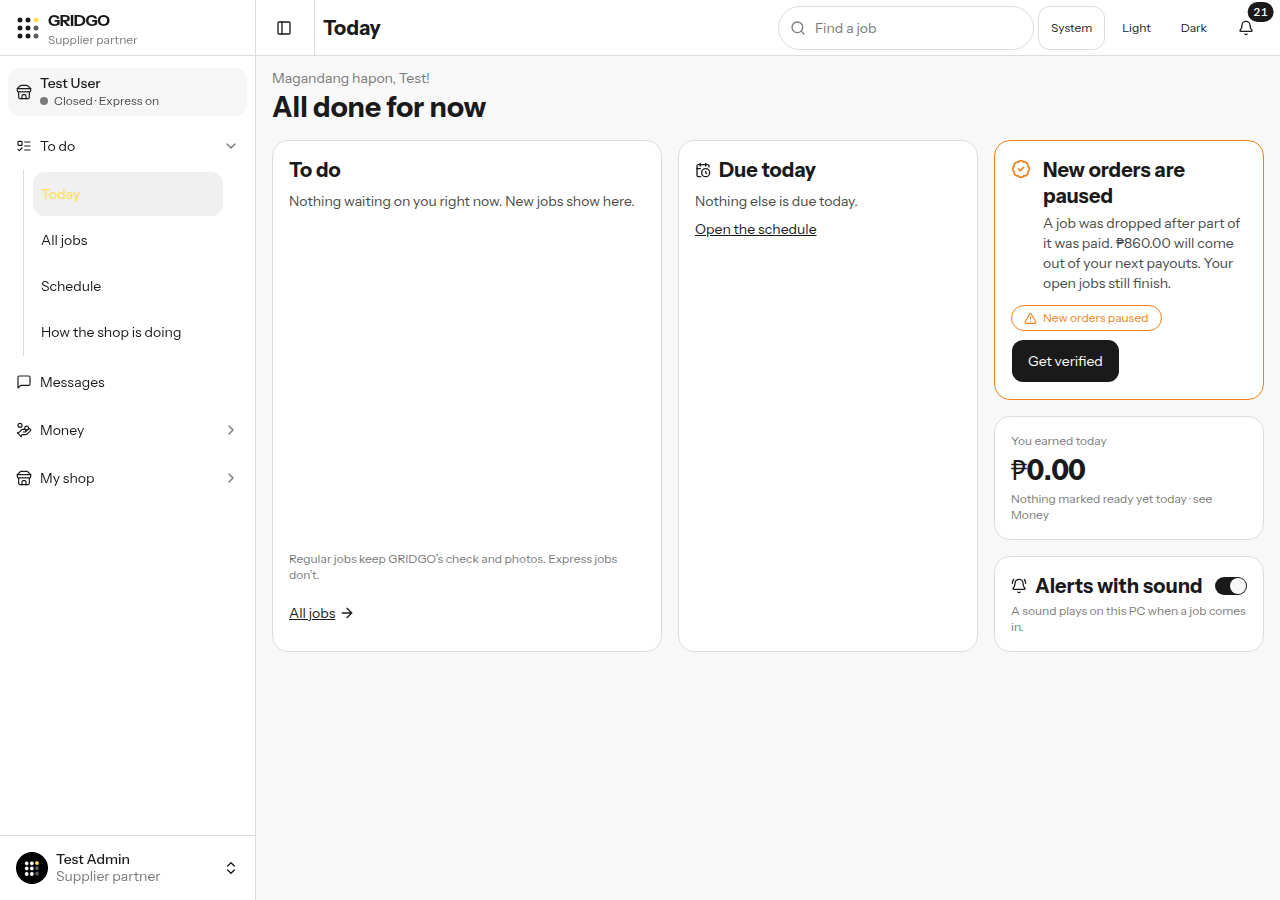 GRIDGO
Supplier partner
Test User
Closed · Express on
To do
Today
All jobs
Schedule
How the shop is doing
Messages
Money
My shop
Test Admin
Supplier partner
Today
Find a job
System
Light
Dark
21
Magandang hapon, Test!
All done for now
To do
Nothing waiting on you right now. New jobs show here.
Regular jobs keep GRIDGO's check and photos. Express jobs
don't.
All jobs
Due today
Nothing else is due today.
Open the schedule
New orders are
paused
A job was dropped after part of
it was paid. ₱860.00 will come
out of your next payouts. Your
open jobs still finish.
New orders paused
Get verified
You earned today
₱0.00
Nothing marked ready yet today · see
Money
Alerts with sound
A sound plays on this PC when a job comes
in.